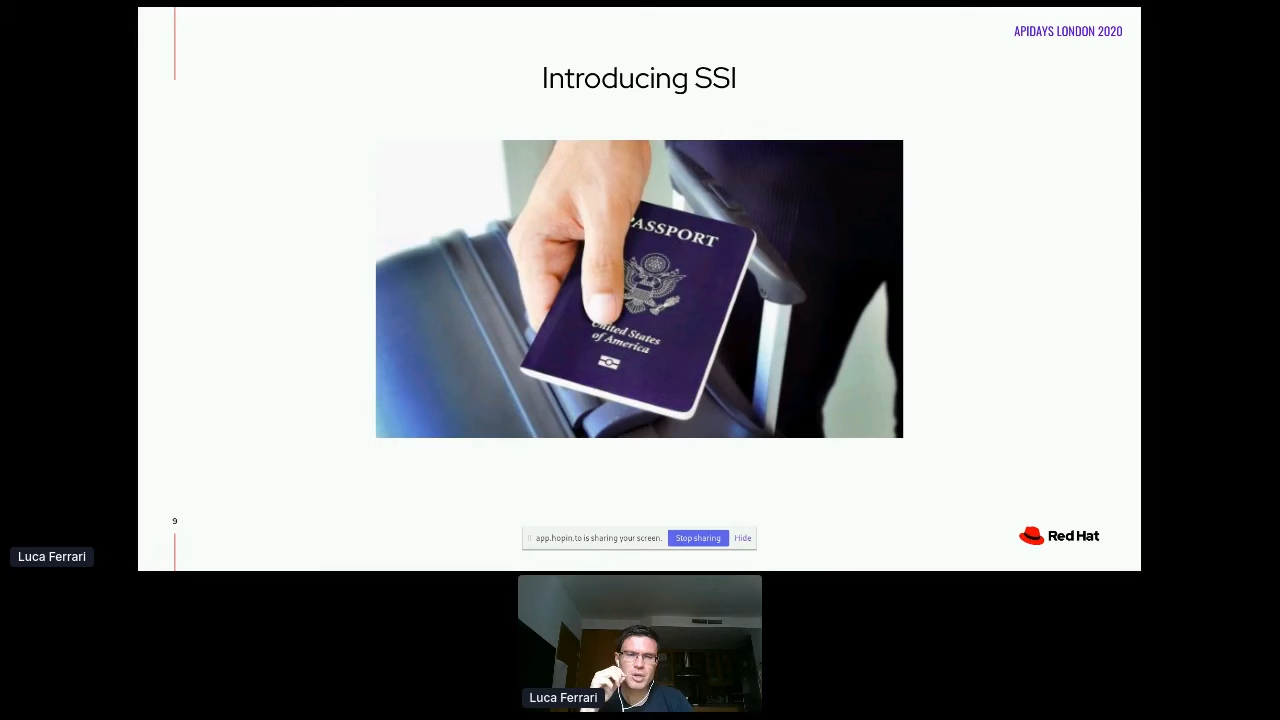 APIDAYS LONDON 2020
Introducing SSI
PASSPORT
United States
of America
9
app.hopin.to is sharing your screen.
Stop sharing
Hide
Red Hat
Luca Ferrari
Luca Ferrari